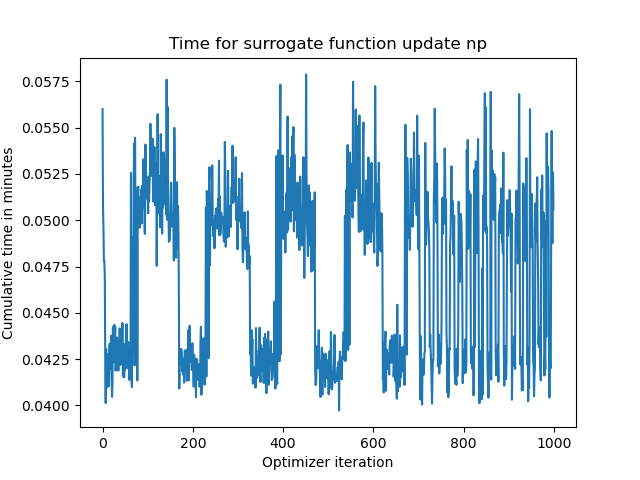 Time for surrogate function update np
Cumulative time in minutes
0.0575
0.0550
0.0525
0.0500
0.0475
0.0450
0.0425
0.0400
0 200 400 600 800 1000
Optimizer iteration